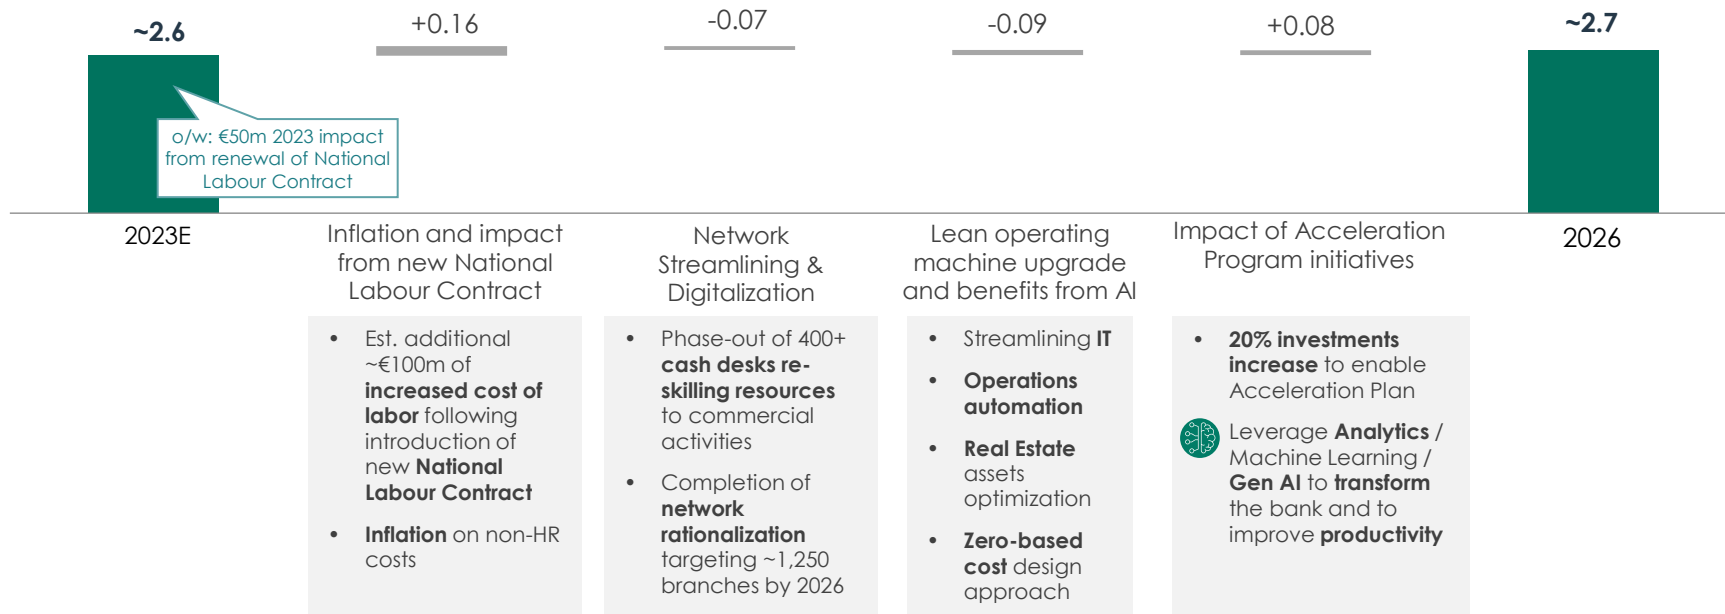 ~2.6
+0.16
-0.07
-0.09
+0.08
~2.7
o/w: €50m 2023 impact
from renewal of National
Labour Contract
2023E
Inflation and impact
from new National
Labour Contract
Network
Streamlining &
Digitalization
Lean operating
machine upgrade
and benefits from AI
Impact of Acceleration
Program initiatives
2026
• Est. additional
~€100m of
increased cost of
labor following
introduction of
new National
Labour Contract
• Inflation on non-HR
costs
• Phase-out of 400+
cash desks re-
skilling resources
to commercial
activities
• Completion of
network
rationalization
targeting ~1,250
branches by 2026
• Streamlining IT
• Operations
automation
• Real Estate
assets
optimization
• Zero-based
cost design
approach
• 20% investments
increase to enable
Acceleration Plan
Leverage Analytics /
Machine Learning /
Gen AI to transform
the bank and to
improve productivity